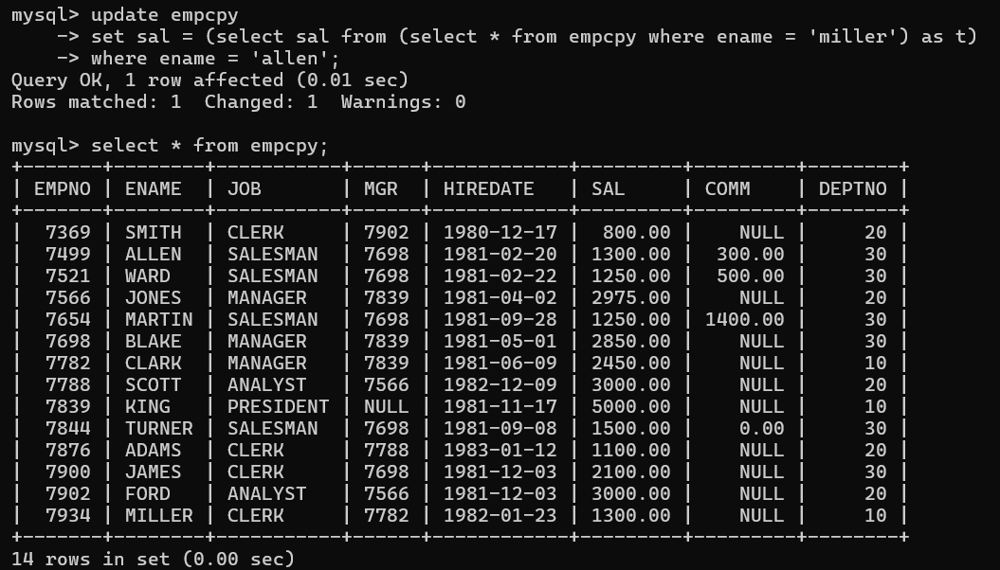 mysql> update empcpy
    -> set sal = (select sal from (select * from empcpy where ename = 'miller') as t)
    -> where ename = 'allen';
Query OK, 1 row affected (0.01 sec)
Rows matched: 1  Changed: 1  Warnings: 0

mysql> select * from empcpy;
+-------+--------+-----------+------+------------+---------+---------+--------+
| EMPNO | ENAME  | JOB       | MGR  | HIREDATE   | SAL     | COMM    | DEPTNO |
+-------+--------+-----------+------+------------+---------+---------+--------+
|  7369 | SMITH  | CLERK     | 7902 | 1980-12-17 |  800.00 |    NULL |     20 |
|  7499 | ALLEN  | SALESMAN  | 7698 | 1981-02-20 | 1300.00 |  300.00 |     30 |
|  7521 | WARD   | SALESMAN  | 7698 | 1981-02-22 | 1250.00 |  500.00 |     30 |
|  7566 | JONES  | MANAGER   | 7839 | 1981-04-02 | 2975.00 |    NULL |     20 |
|  7654 | MARTIN | SALESMAN  | 7698 | 1981-09-28 | 1250.00 | 1400.00 |     30 |
|  7698 | BLAKE  | MANAGER   | 7839 | 1981-05-01 | 2850.00 |    NULL |     30 |
|  7782 | CLARK  | MANAGER   | 7839 | 1981-06-09 | 2450.00 |    NULL |     10 |
|  7788 | SCOTT  | ANALYST   | 7566 | 1982-12-09 | 3000.00 |    NULL |     20 |
|  7839 | KING   | PRESIDENT | NULL | 1981-11-17 | 5000.00 |    NULL |     10 |
|  7844 | TURNER | SALESMAN  | 7698 | 1981-09-08 | 1500.00 |    0.00 |     30 |
|  7876 | ADAMS  | CLERK     | 7788 | 1983-01-12 | 1100.00 |    NULL |     20 |
|  7900 | JAMES  | CLERK     | 7698 | 1981-12-03 | 2100.00 |    NULL |     30 |
|  7902 | FORD   | ANALYST   | 7566 | 1981-12-03 | 3000.00 |    NULL |     20 |
|  7934 | MILLER | CLERK     | 7782 | 1982-01-23 | 1300.00 |    NULL |     10 |
+-------+--------+-----------+------+------------+---------+---------+--------+
14 rows in set (0.00 sec)